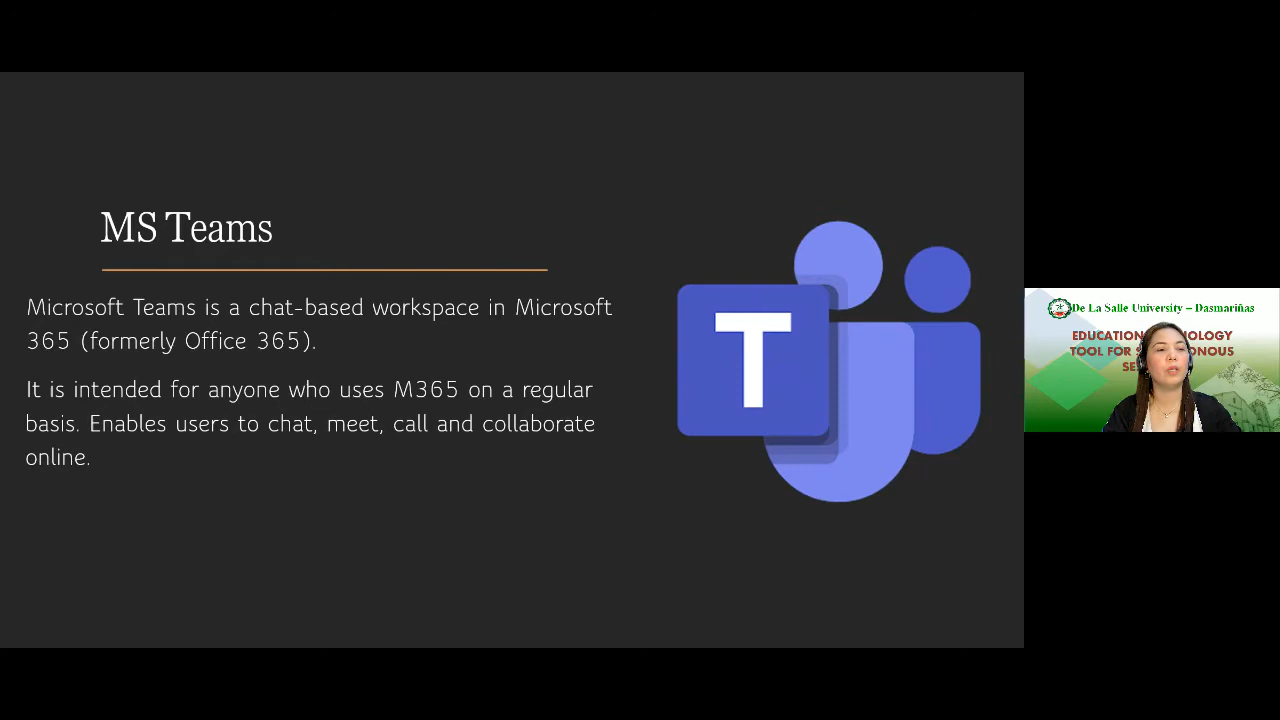 MS Teams
Microsoft Teams is a chat-based workspace in Microsoft
365 (formerly Office 365).
It is intended for anyone who uses M365 on a regular
basis. Enables users to chat, meet, call and collaborate
online.
T
De La Salle University – Dasmariñas
TOOL FOR